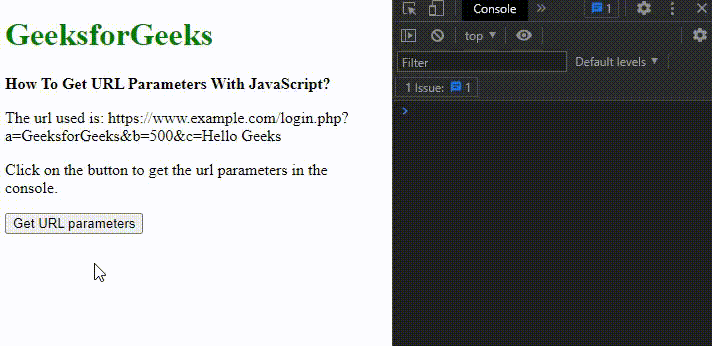 GeeksforGeeks
How To Get URL Parameters With JavaScript?
The url used is: https://www.example.com/login.php?
a=GeeksforGeeks&b=500&c=Hello Geeks
Click on the button to get the url parameters in the
console.
Get URL parameters
Console » 1
top ▼
Filter Default levels ▼
1 Issue: 1
>